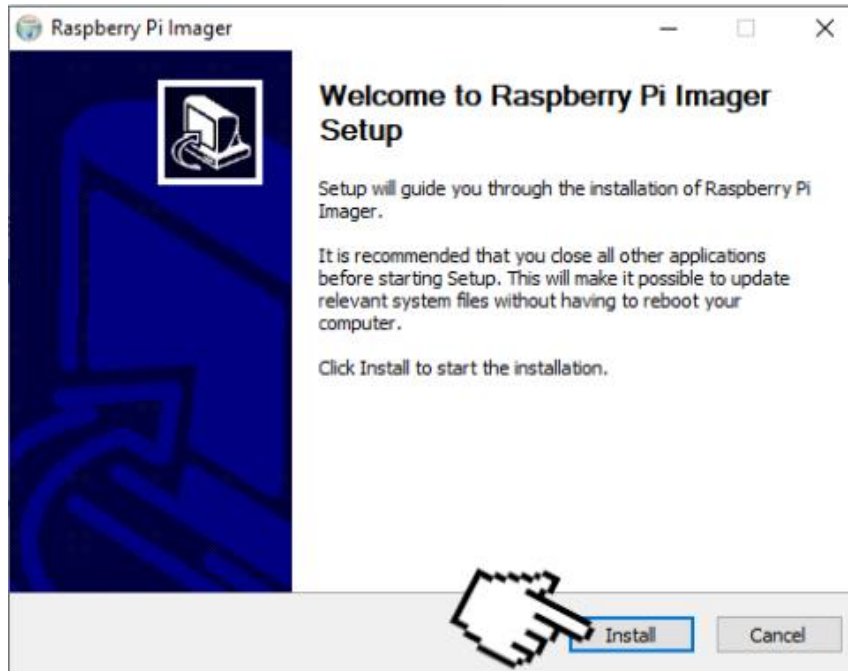 Raspberry Pi Imager
Welcome to Raspberry Pi Imager
Setup
Setup will guide you through the installation of Raspberry Pi
Imager.
It is recommended that you close all other applications
before starting Setup. This will make it possible to update
relevant system files without having to reboot your
computer.
Click Install to start the installation.
Install
Cancel